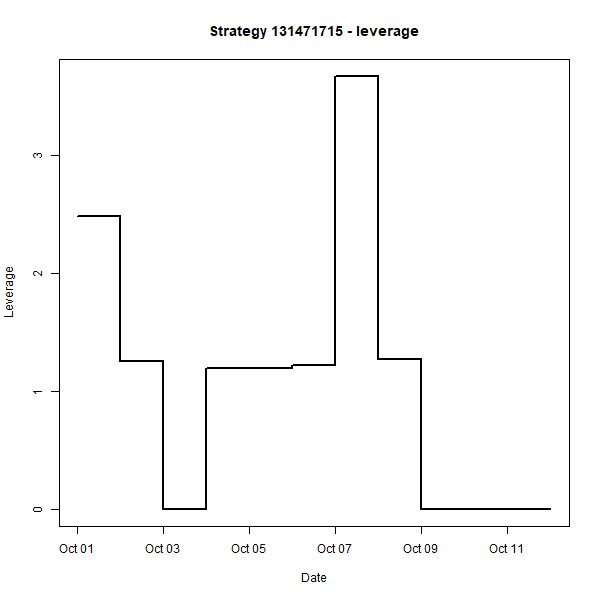 Strategy 131471715 - leverage
Leverage
3
2
1
0
Oct 01 Oct 03 Oct 05 Oct 07 Oct 09 Oct 11
Date